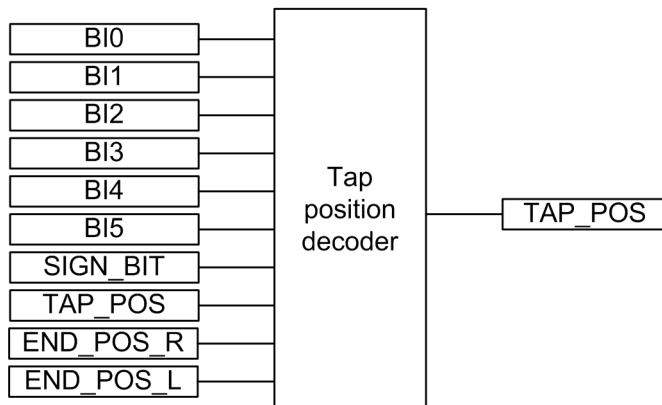 BI0
BI1
BI2
BI3
BI4
BI5
SIGN_BIT
TAP_POS
END_POS_R
END_POS_L
Tap
position
decoder
TAP_POS